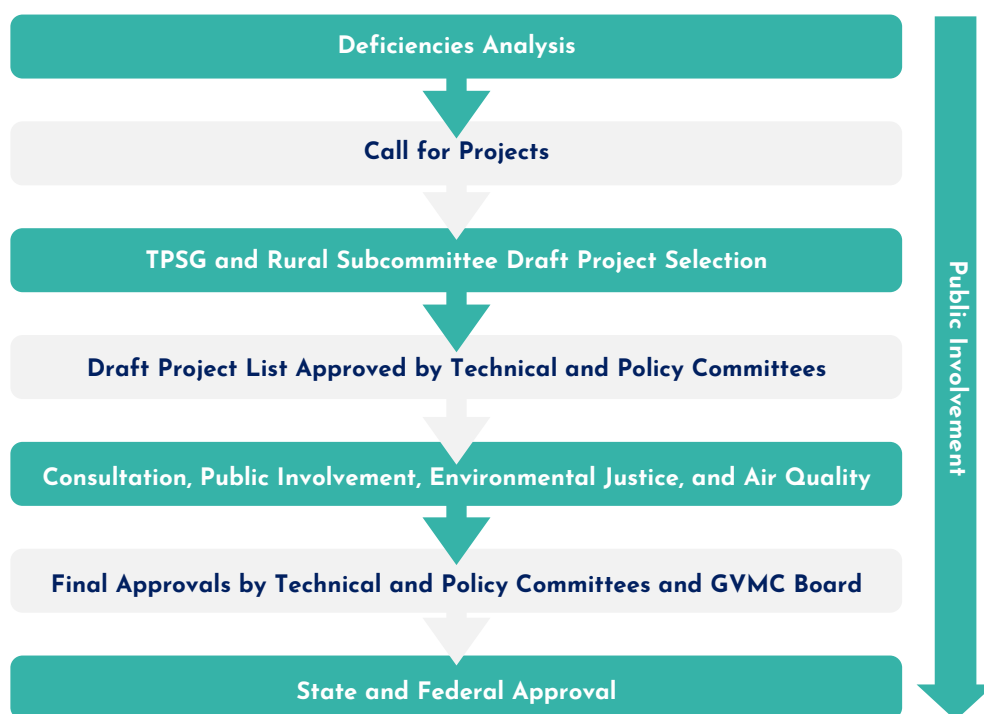 Deficiencies Analysis
Call for Projects
TPSG and Rural Subcommittee Draft Project Selection
Draft Project List Approved by Technical and Policy Committees
Consultation, Public Involvement, Environmental Justice, and Air Quality
Final Approvals by Technical and Policy Committees and GVMC Board
State and Federal Approval
Public Involvement